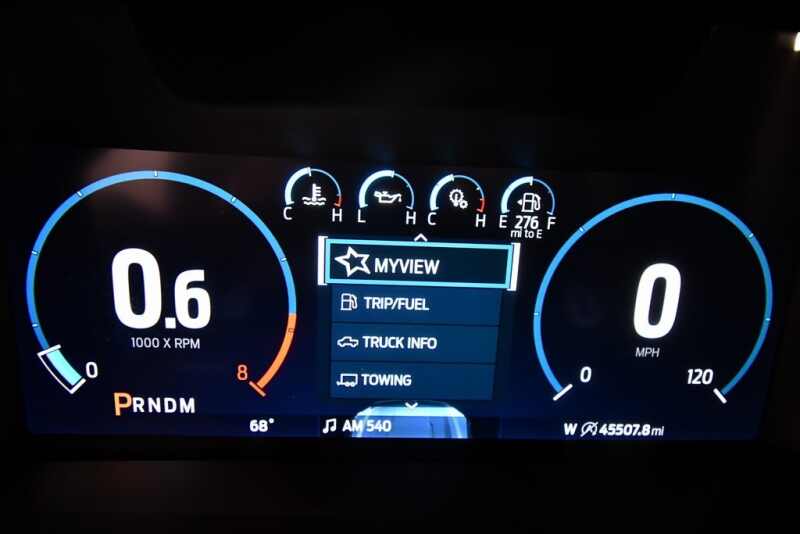 C H
L H
C H
E 276 F
mi to E
MYVIEW
TRIP/FUEL
TRUCK INFO
TOWING
0.6
1000 X RPM
0 8
PRNDM
0
MPH
0 120
68°
AM 540
W 45507.8 mi